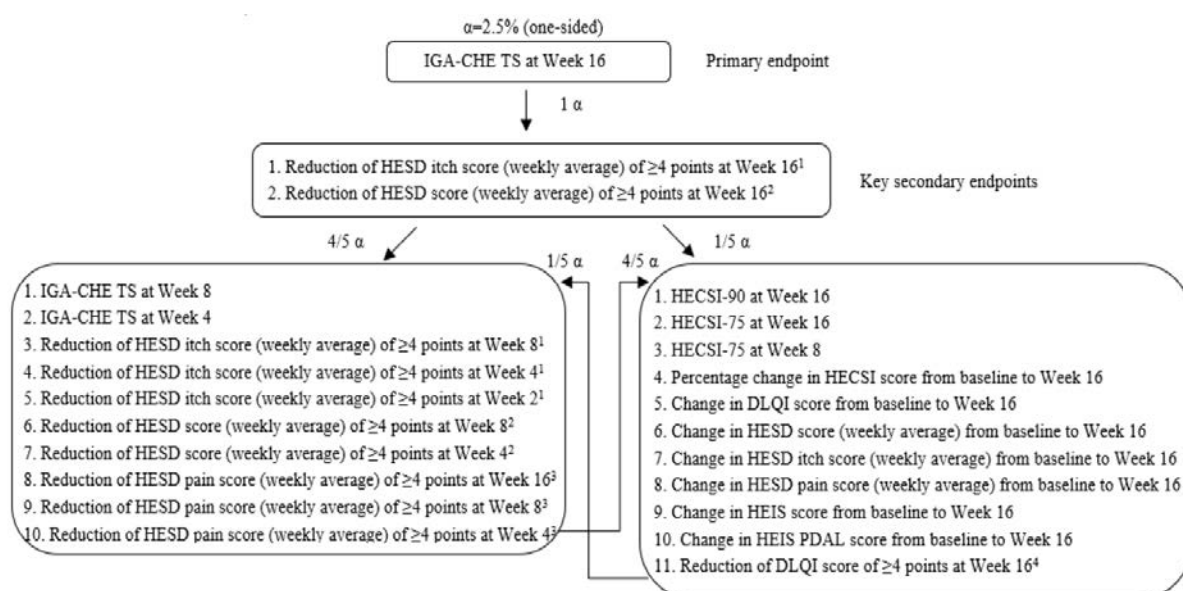 α=2.5% (one-sided)
IGA-CHE TS at Week 16
Primary endpoint
1 α
1. Reduction of HESD itch score (weekly average) of ≥4 points at Week 16¹
2. Reduction of HESD score (weekly average) of ≥4 points at Week 16²
Key secondary endpoints
4/5 α
1/5 α
1/5 α
4/5 α
1. IGA-CHE TS at Week 8
2. IGA-CHE TS at Week 4
3. Reduction of HESD itch score (weekly average) of ≥4 points at Week 8¹
4. Reduction of HESD itch score (weekly average) of ≥4 points at Week 4¹
5. Reduction of HESD itch score (weekly average) of ≥4 points at Week 2¹
6. Reduction of HESD score (weekly average) of ≥4 points at Week 8²
7. Reduction of HESD score (weekly average) of ≥4 points at Week 4²
8. Reduction of HESD pain score (weekly average) of ≥4 points at Week 16³
9. Reduction of HESD pain score (weekly average) of ≥4 points at Week 8³
10. Reduction of HESD pain score (weekly average) of ≥4 points at Week 4³
1. HECSI-90 at Week 16
2. HECSI-75 at Week 16
3. HECSI-75 at Week 8
4. Percentage change in HECSI score from baseline to Week 16
5. Change in DLQI score from baseline to Week 16
6. Change in HESD score (weekly average) from baseline to Week 16
7. Change in HESD itch score (weekly average) from baseline to Week 16
8. Change in HESD pain score (weekly average) from baseline to Week 16
9. Change in HEIS score from baseline to Week 16
10. Change in HEIS PDAL score from baseline to Week 16
11. Reduction of DLQI score of ≥4 points at Week 16⁴